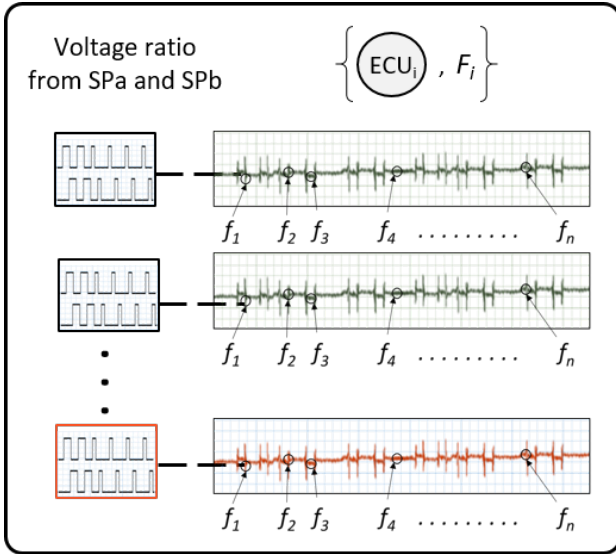 Voltage ratio
from SPa and SPb
{ ECUi , Fi }
f1 f2 f3 f4 . . . . . . . . . fn
f1 f2 f3 f4 . . . . . . . . . fn
f1 f2 f3 f4 . . . . . . . . . fn